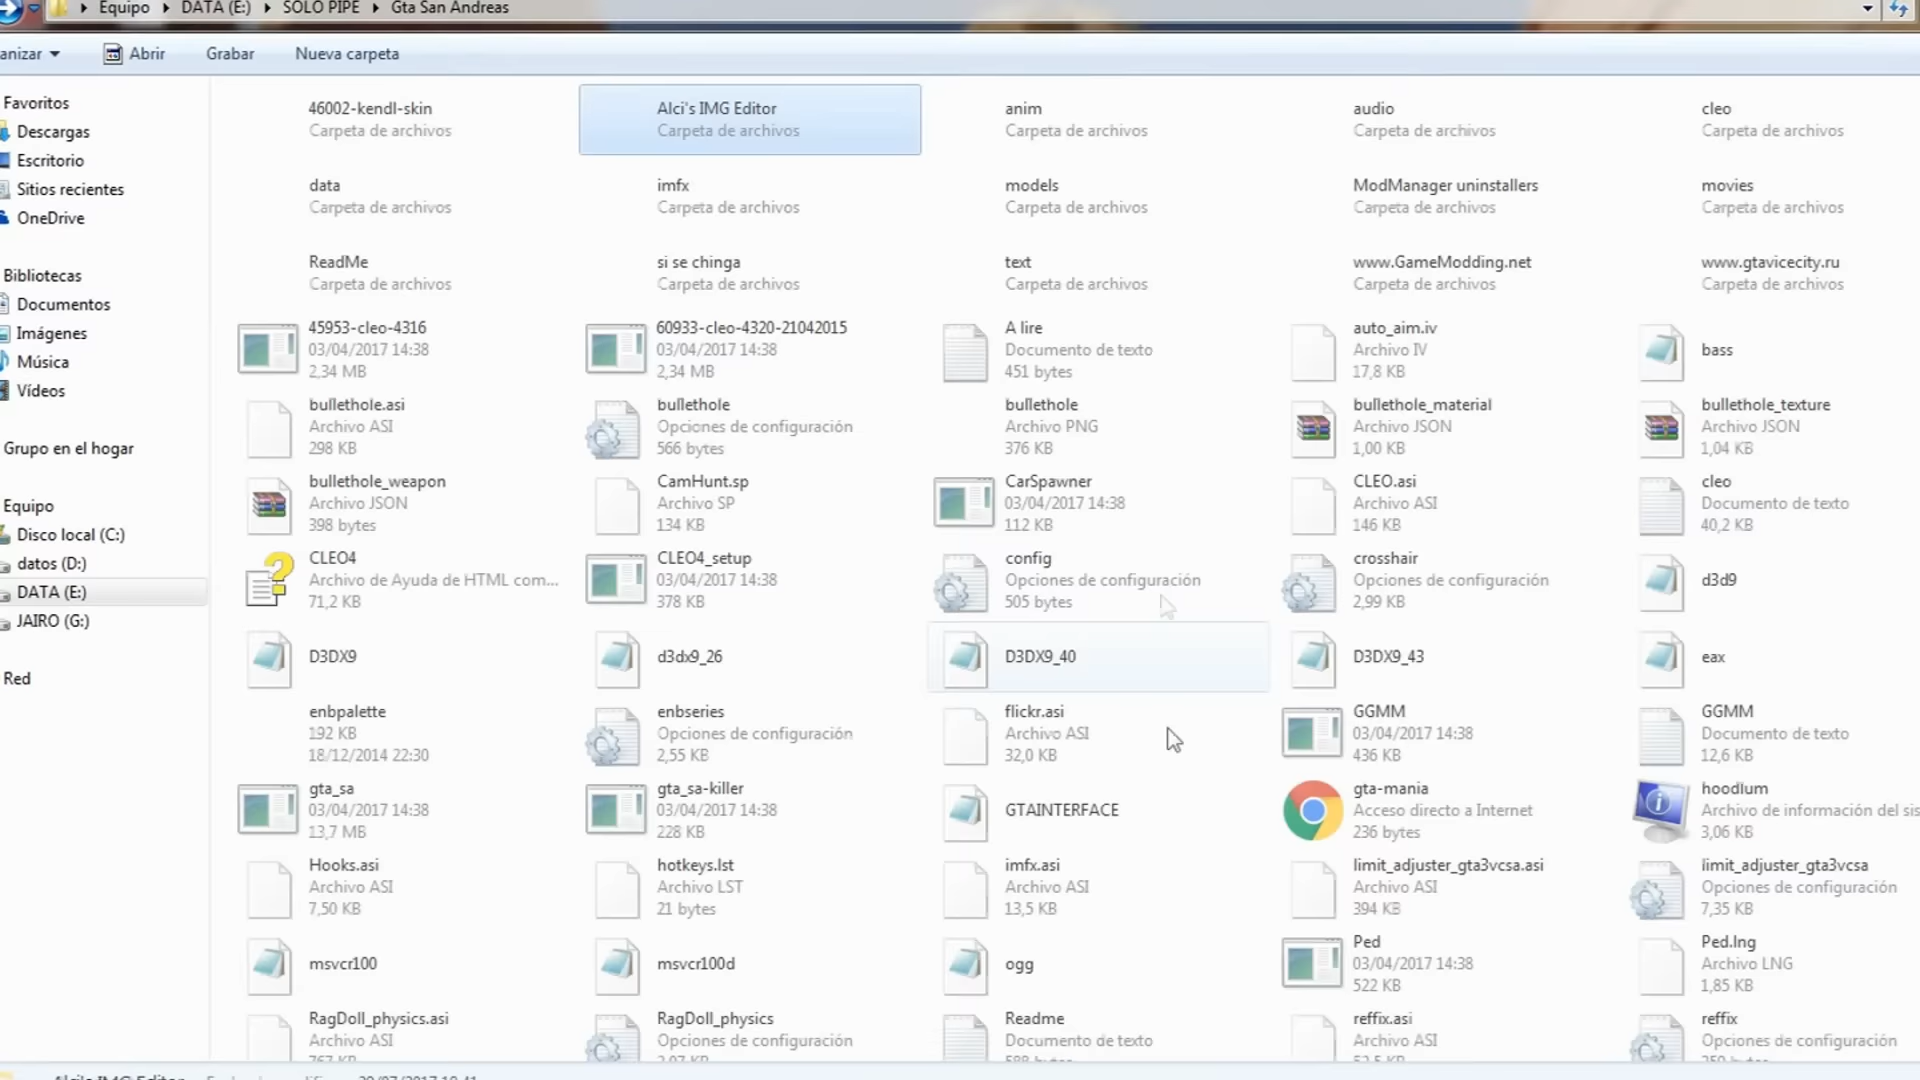 Equipo DATA (E:) SOLO PIPE Gta San Andreas
anizar Abrir Grabar Nueva carpeta
Favoritos
Descargas
Escritorio
Sitios recientes
OneDrive
Bibliotecas
Documentos
Imágenes
Música
Vídeos
Grupo en el hogar
Equipo
Disco local (C:)
datos (D:)
DATA (E:)
JAIRO (G:)
Red
46002-kendl-skin
Carpeta de archivos
Alci's IMG Editor
Carpeta de archivos
anim
Carpeta de archivos
audio
Carpeta de archivos
cleo
Carpeta de archivos
data
Carpeta de archivos
imfx
Carpeta de archivos
models
Carpeta de archivos
ModManager uninstallers
Carpeta de archivos
movies
Carpeta de archivos
ReadMe
Carpeta de archivos
si se chinga
Carpeta de archivos
text
Carpeta de archivos
www.GameModding.net
Carpeta de archivos
www.gtavicecity.ru
Carpeta de archivos
45953-cleo-4316
03/04/2017 14:38
2,34 MB
60933-cleo-4320-21042015
03/04/2017 14:38
2,34 MB
A lire
Documento de texto
451 bytes
auto_aim.iv
Archivo IV
17,8 KB
bass
bullethole.asi
Archivo ASI
298 KB
bullethole
Opciones de configuración
566 bytes
bullethole
Archivo PNG
376 KB
bullethole_material
Archivo JSON
1,00 KB
bullethole_texture
Archivo JSON
1,04 KB
bullethole_weapon
Archivo JSON
398 bytes
CamHunt.sp
Archivo SP
134 KB
CarSpawner
03/04/2017 14:38
112 KB
CLEO.asi
Archivo ASI
146 KB
cleo
Documento de texto
40,2 KB
CLEO4
Archivo de Ayuda de HTML com...
71,2 KB
CLEO4_setup
03/04/2017 14:38
378 KB
config
Opciones de configuración
505 bytes
crosshair
Opciones de configuración
2,99 KB
d3d9
D3DX9
d3dx9_26
D3DX9_40
D3DX9_43
eax
enbpalette
192 KB
18/12/2014 22:30
enbseries
Opciones de configuración
2,55 KB
flickr.asi
Archivo ASI
32,0 KB
GGMM
03/04/2017 14:38
436 KB
GGMM
Documento de texto
12,6 KB
gta_sa
03/04/2017 14:38
13,7 MB
gta_sa-killer
03/04/2017 14:38
228 KB
GTAINTERFACE
gta-mania
Acceso directo a Internet
236 bytes
hoodlum
Archivo de información del sis
3,06 KB
Hooks.asi
Archivo ASI
7,50 KB
hotkeys.lst
Archivo LST
21 bytes
imfx.asi
Archivo ASI
13,5 KB
limit_adjuster_gta3vcsa.asi
Archivo ASI
394 KB
limit_adjuster_gta3vcsa
Opciones de configuración
7,35 KB
msvcr100
msvcr100d
ogg
Ped
03/04/2017 14:38
522 KB
Ped.lng
Archivo LNG
1,85 KB
RagDoll_physics.asi
Archivo ASI
RagDoll_physics
Opciones de configuración
Readme
Documento de texto
reffix.asi
Archivo ASI
reffix
Opciones de configuración
Alci's IMG Editor